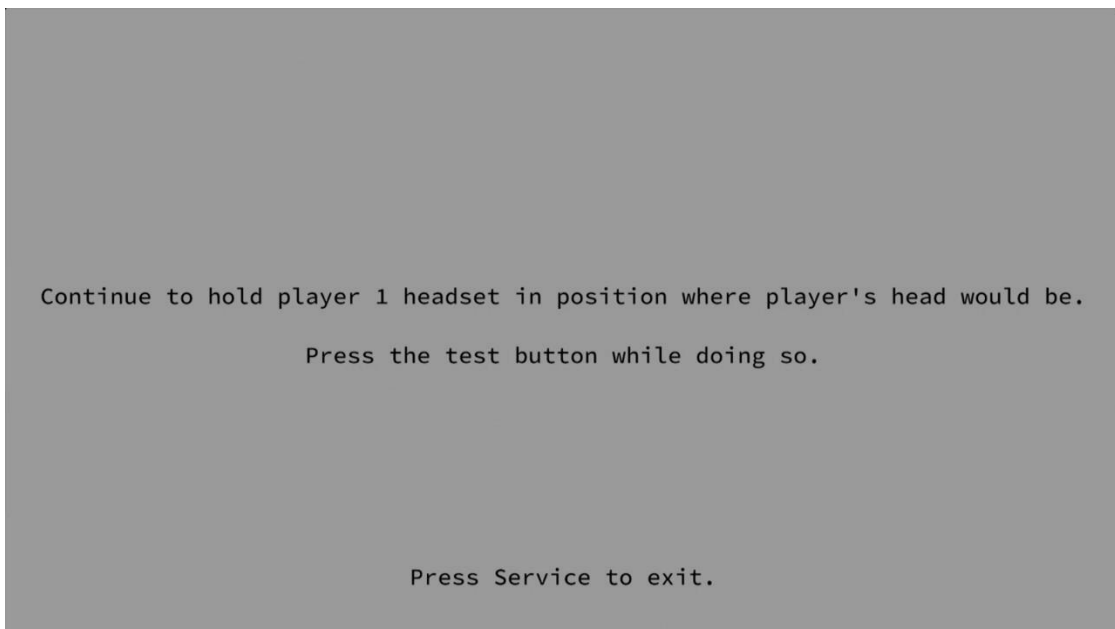 Continue to hold player 1 headset in position where player's head would be.
Press the test button while doing so.
Press Service to exit.